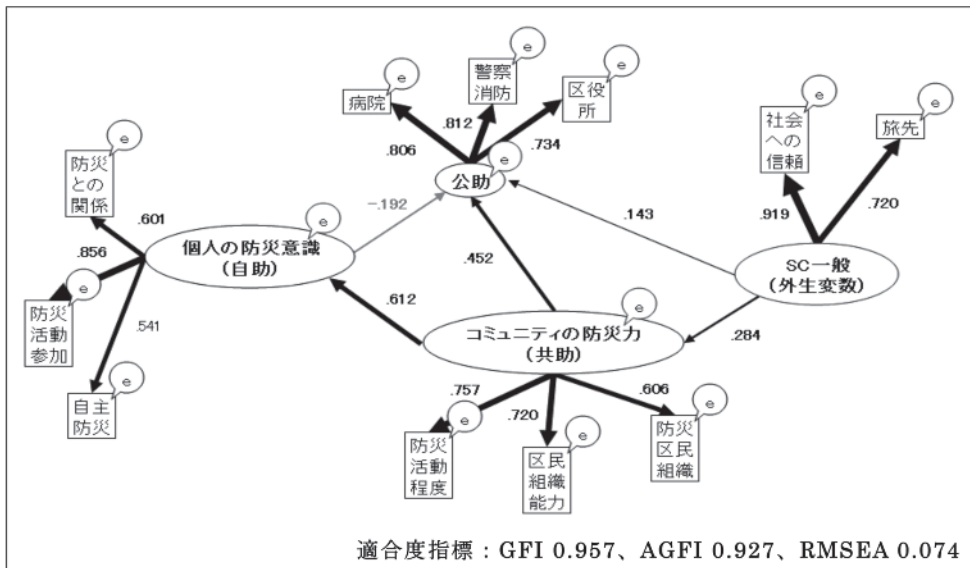 e
e
e
警察
消防
区役
所
病院
.812
.806
.734
e
公助
e
社会
への
信頼
e
旅先
.919
.720
e
防災
との
関係
.601
.856
e
個人の防災意識
(自助)
-.192
.143
.452
SC一般
(外生変数)
e
防災
活動
参加
.541
.612
e
コミュニティの防災力
(共助)
.284
e
自主
防災
.757
.720
.606
e
防災
活動
程度
e
区民
組織
能力
e
防災
区民
組織
適合度指標：GFI 0.957、AGFI 0.927、RMSEA 0.074